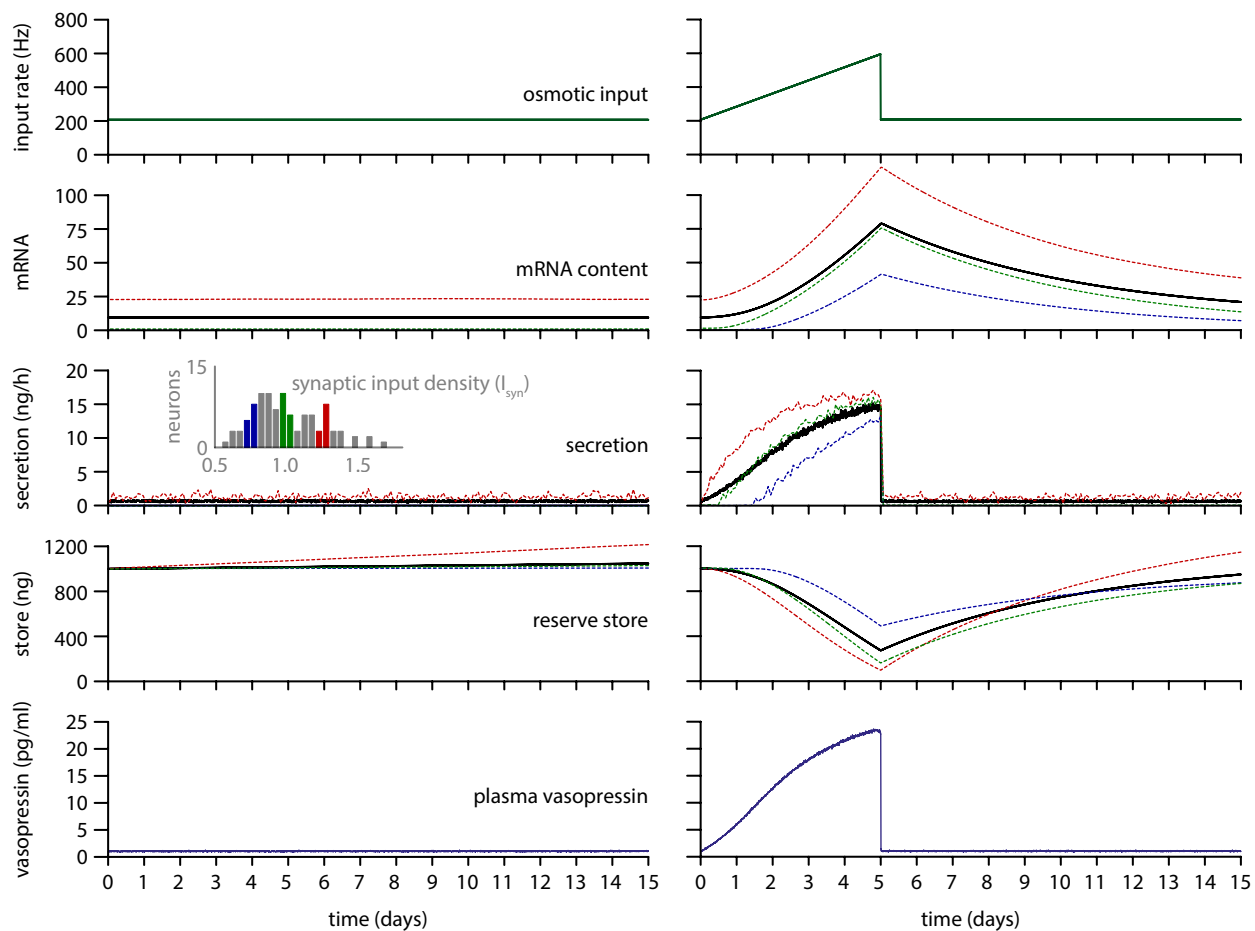 800
600
400
200
0
input rate (Hz)
osmotic input
100
75
50
25
0
mRNA
mRNA content
20
15
10
5
0
secretion (ng/h)
15
0
neurons
synaptic input density (Isyn)
0.5 1.0 1.5
secretion
1200
800
400
0
store (ng)
reserve store
25
20
15
10
5
0
vasopressin (pg/ml)
plasma vasopressin
0 1 2 3 4 5 6 7 8 9 10 11 12 13 14 15
time (days)
0 1 2 3 4 5 6 7 8 9 10 11 12 13 14 15
time (days)